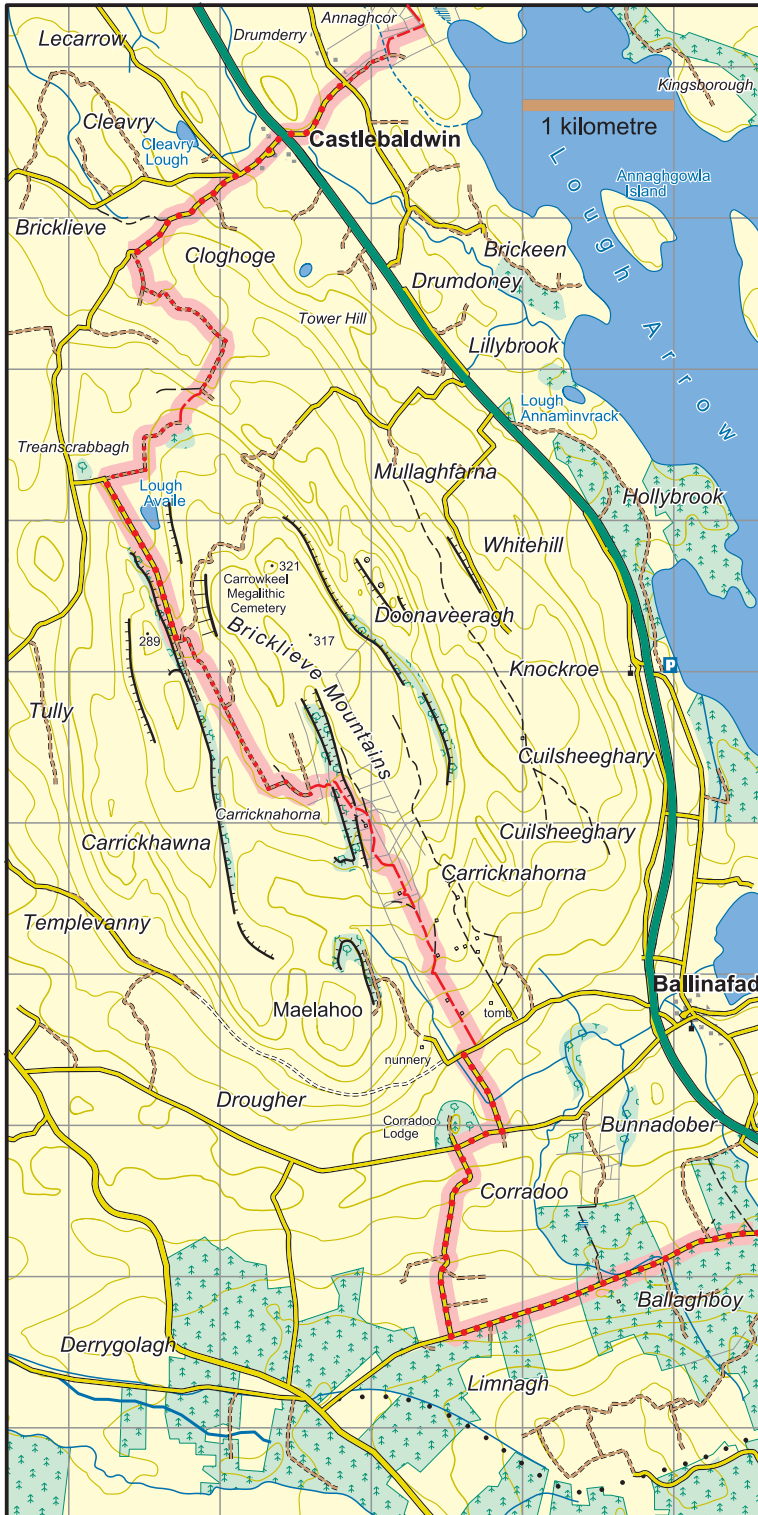 Annaghcor
Lecarrow
Drumderry
Kingsborough
Cleavry
1 kilometre
Castlebaldwin
Cleavry
Lough
Annaghgowla
Island
Lough Arrow
Bricklieve
Cloghoge
Brickeen
Drumdoney
Tower Hill
Lillybrook
Lough
Annaminvrack
Treanscrabbagh
Mullaghfarna
Lough
Availe
Hollybrook
Whitehill
321
Carrowkeel
Megalithic
Cemetery
Doonaveeragh
289
317
Bricklieve Mountains
Knockroe
P
Tully
Cuilsheeghary
Carricknahorna
Cuilsheeghary
Carrickhawna
Carricknahorna
Templevanny
Ballinafad
Maelahoo
tomb
nunnery
Drougher
Corradoo
Lodge
Bunnadober
Corradoo
Ballaghboy
Derrygolagh
Limnagh